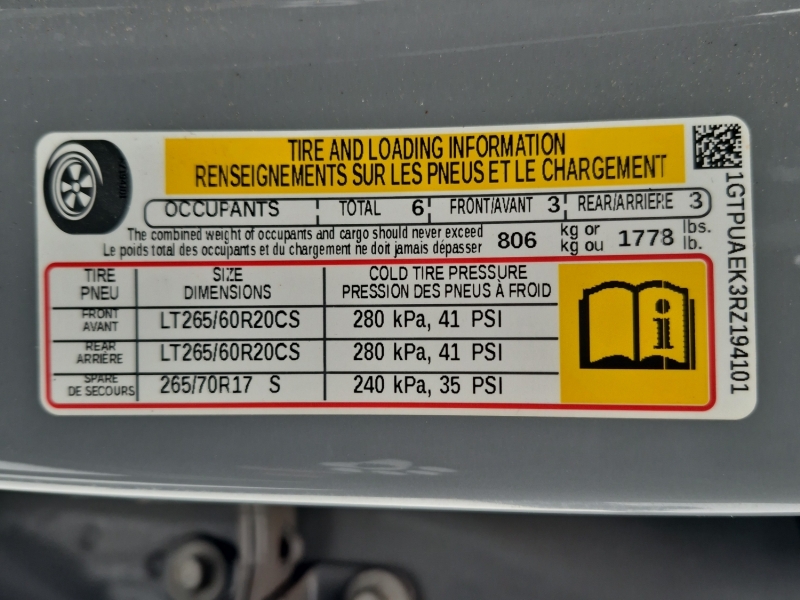 TIRE AND LOADING INFORMATION
RENSEIGNEMENTS SUR LES PNEUS ET LE CHARGEMENT
OCCUPANTS TOTAL 6 FRONT/AVANT 3 REAR/ARRIÈRE 3
The combined weight of occupants and cargo should never exceed
Le poids total des occupants et du chargement ne doit jamais dépasser
806 kg or 1778 lbs.
kg ou lb.
TIRE SIZE COLD TIRE PRESSURE
PNEU DIMENSIONS PRESSION DES PNEUS À FROID
FRONT
AVANT LT265/60R20CS 280 kPa, 41 PSI
REAR
ARRIÈRE LT265/60R20CS 280 kPa, 41 PSI
SPARE
DE SECOURS 265/70R17 S 240 kPa, 35 PSI
i
1GTPUAEK3RZ194101